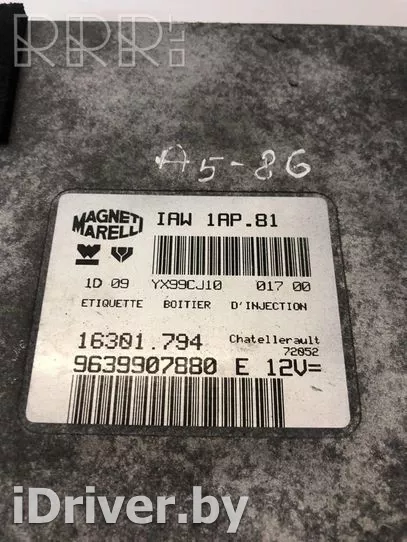 RRR
A5-86
MAGNETI
MARELLI
IAW 1AP.81
1D 09 YX99CJ10 017 00
ETIQUETTE BOITIER D'INJECTION
16301.794 Chatellerault
72052
9639907880 E 12V=
iDriver.by